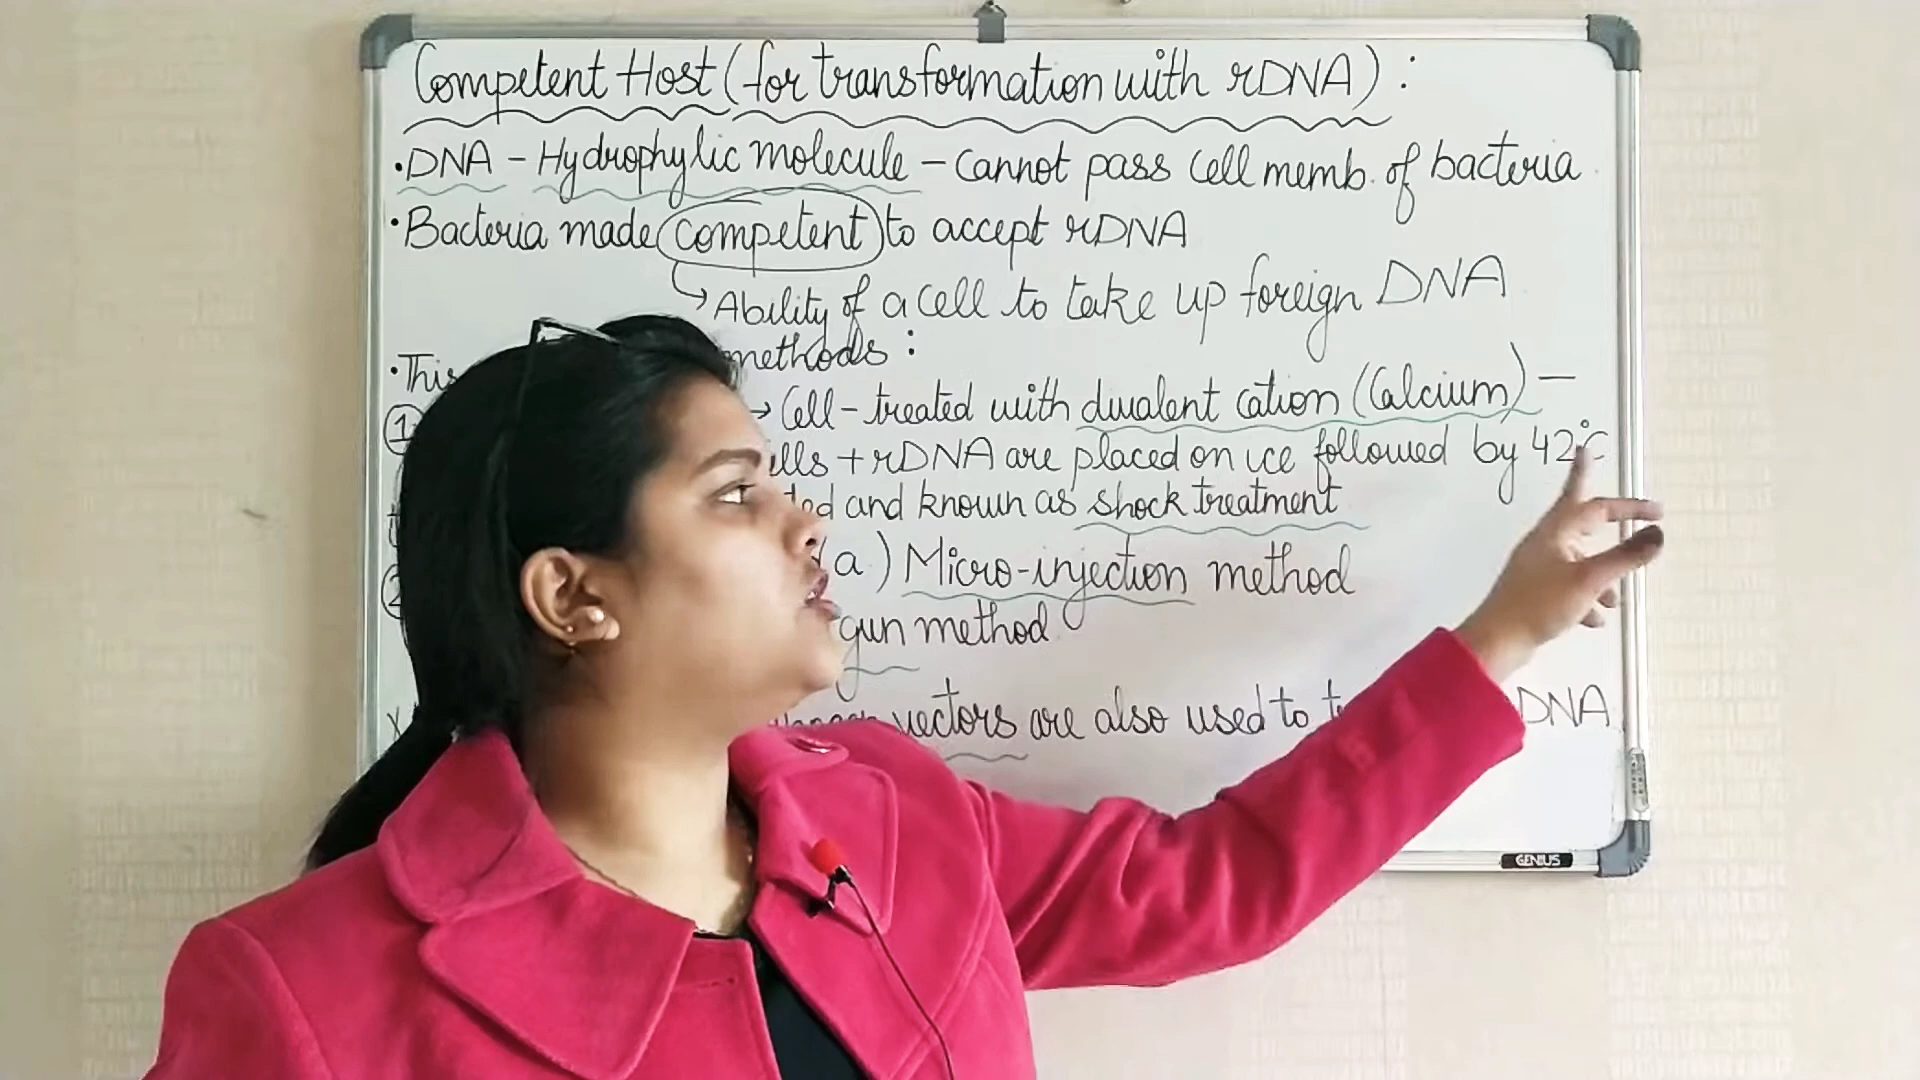 Competent Host (for transformation with rDNA) :
• DNA - Hydrophylic molecule - Cannot pass cell memb. of bacteria
• Bacteria made competent to accept rDNA
↳ Ability of a cell to take up foreign DNA
• This methods :
① → Cell - treated with divalent cation (Calcium) -
+ rDNA are placed on ice followed by 42°C
and known as shock treatment
a) Micro-injection method
gun method
vectors are also used to DNA
GENIUS